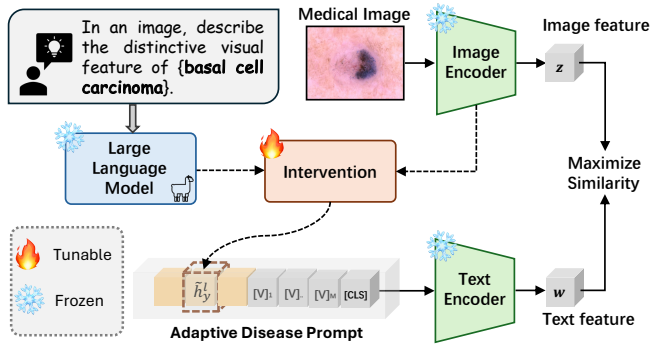 In an image, describe
the distinctive visual
feature of {basal cell
carcinoma}.
Medical Image
Image
Encoder
Image feature
z
Large
Language
Model
Intervention
Maximize
Similarity
Tunable
Frozen
h̃ˡᵧ
[V]₁
[V]..
[V]ₘ
[CLS]
Adaptive Disease Prompt
Text
Encoder
w
Text feature